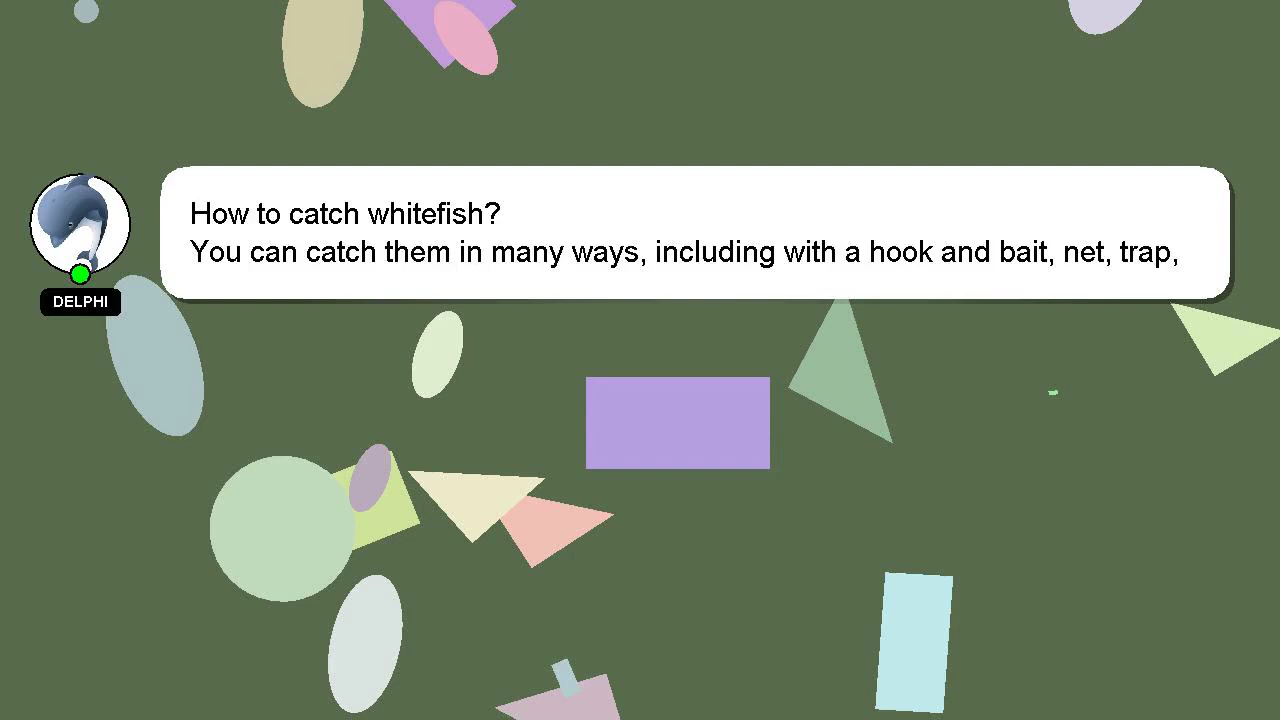 How to catch whitefish?
You can catch them in many ways, including with a hook and bait, net, trap,
DELPHI